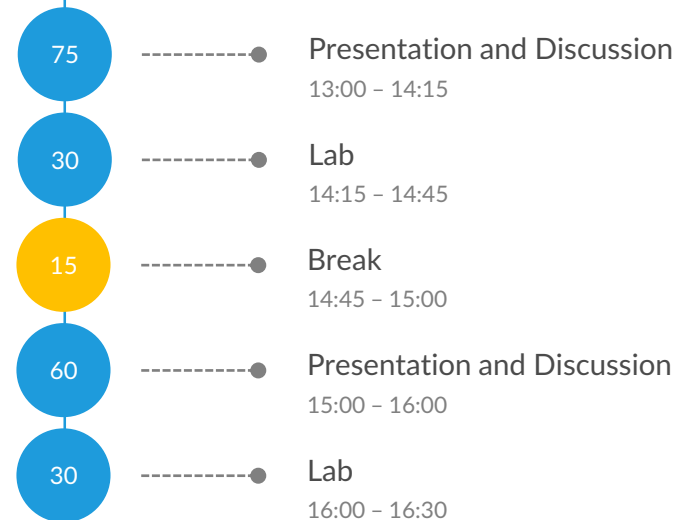 75
Presentation and Discussion
13:00 – 14:15
30
Lab
14:15 – 14:45
15
Break
14:45 – 15:00
60
Presentation and Discussion
15:00 – 16:00
30
Lab
16:00 – 16:30